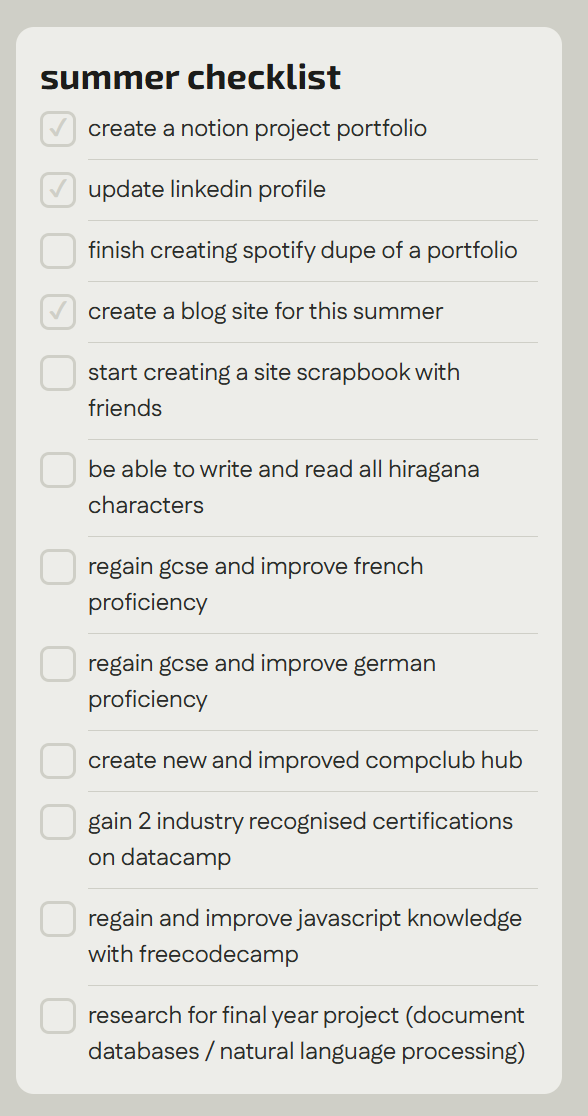 summer checklist
create a notion project portfolio
update linkedin profile
finish creating spotify dupe of a portfolio
create a blog site for this summer
start creating a site scrapbook with
friends
be able to write and read all hiragana
characters
regain gcse and improve french
proficiency
regain gcse and improve german
proficiency
create new and improved compclub hub
gain 2 industry recognised certifications
on datacamp
regain and improve javascript knowledge
with freecodecamp
research for final year project (document
databases / natural language processing)